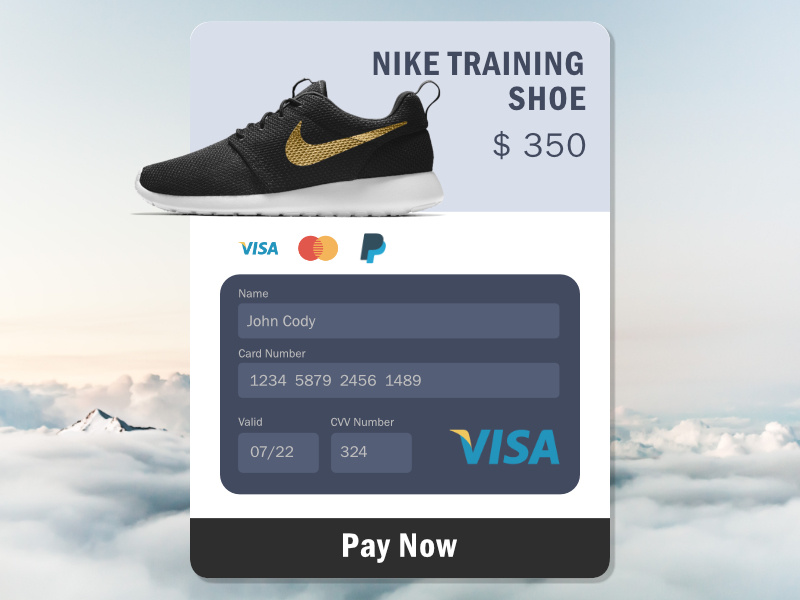 NIKE TRAINING
SHOE
$ 350
VISA
Name
John Cody
Card Number
1234 5879 2456 1489
Valid
CVV Number
07/22
324
VISA
Pay Now